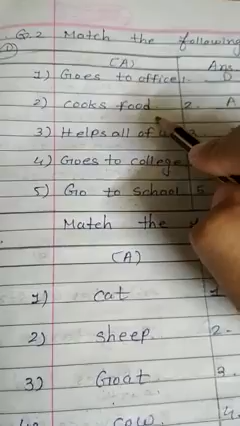 Q.2 Match the following
(A) Ans
1) Goes to office 1. D
2) Cooks food 2. A
3) Helps all of
4) Goes to college
5) Go to School 5
Match the
(A)
1) cat 1
2) sheep 2.
3) Goat 3.
cow 4.